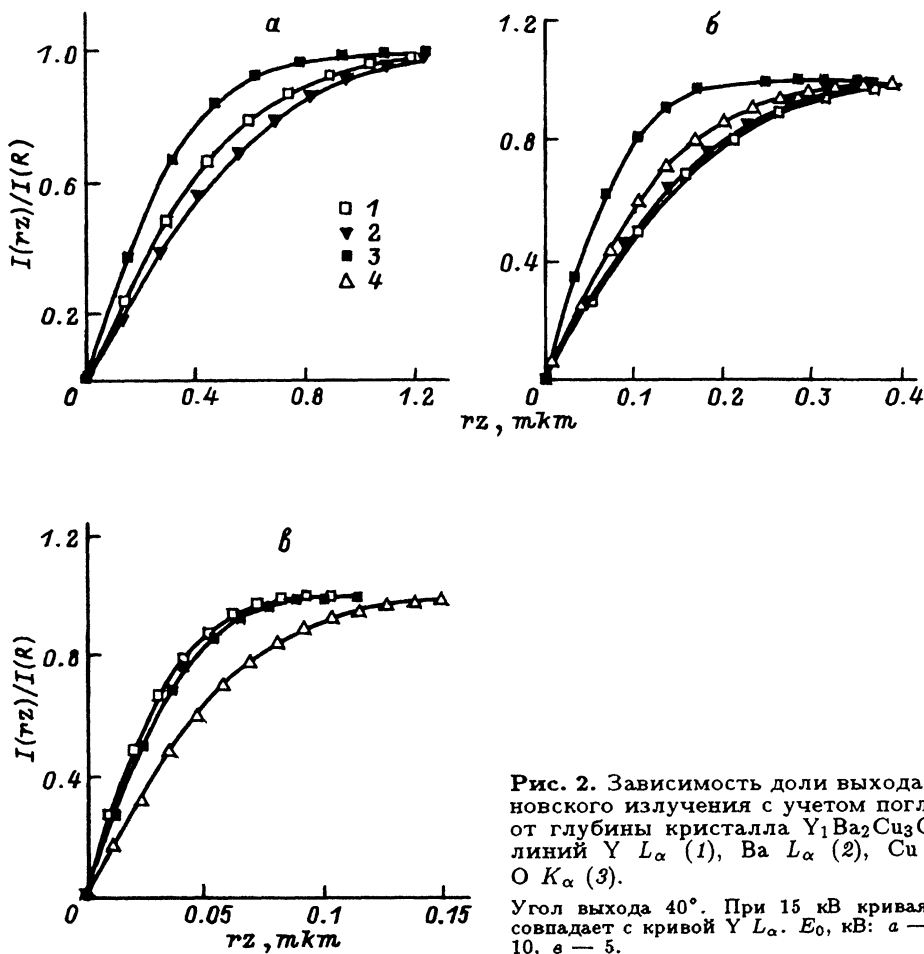 а
б
1.0
0.6
0.2
0
0.4
0.8
1.2
I(rz)/I(R)
1
2
3
4
1.2
0.8
0.4
0
0.1
0.2
0.3
0.4
rz, mkm
в
1.2
0.8
0.4
0
0.05
0.1
0.15
I(rz)/I(R)
rz, mkm
Рис. 2. Зависимость доли выхода
новского излучения с учетом погл
от глубины кристалла Y₁Ba₂Cu₃O
линий Y Lα (1), Ba Lα (2), Cu
O Kα (3).
Угол выхода 40°. При 15 кВ кривая
совпадает с кривой Y Lα. E₀, кВ: а —
10, в — 5.